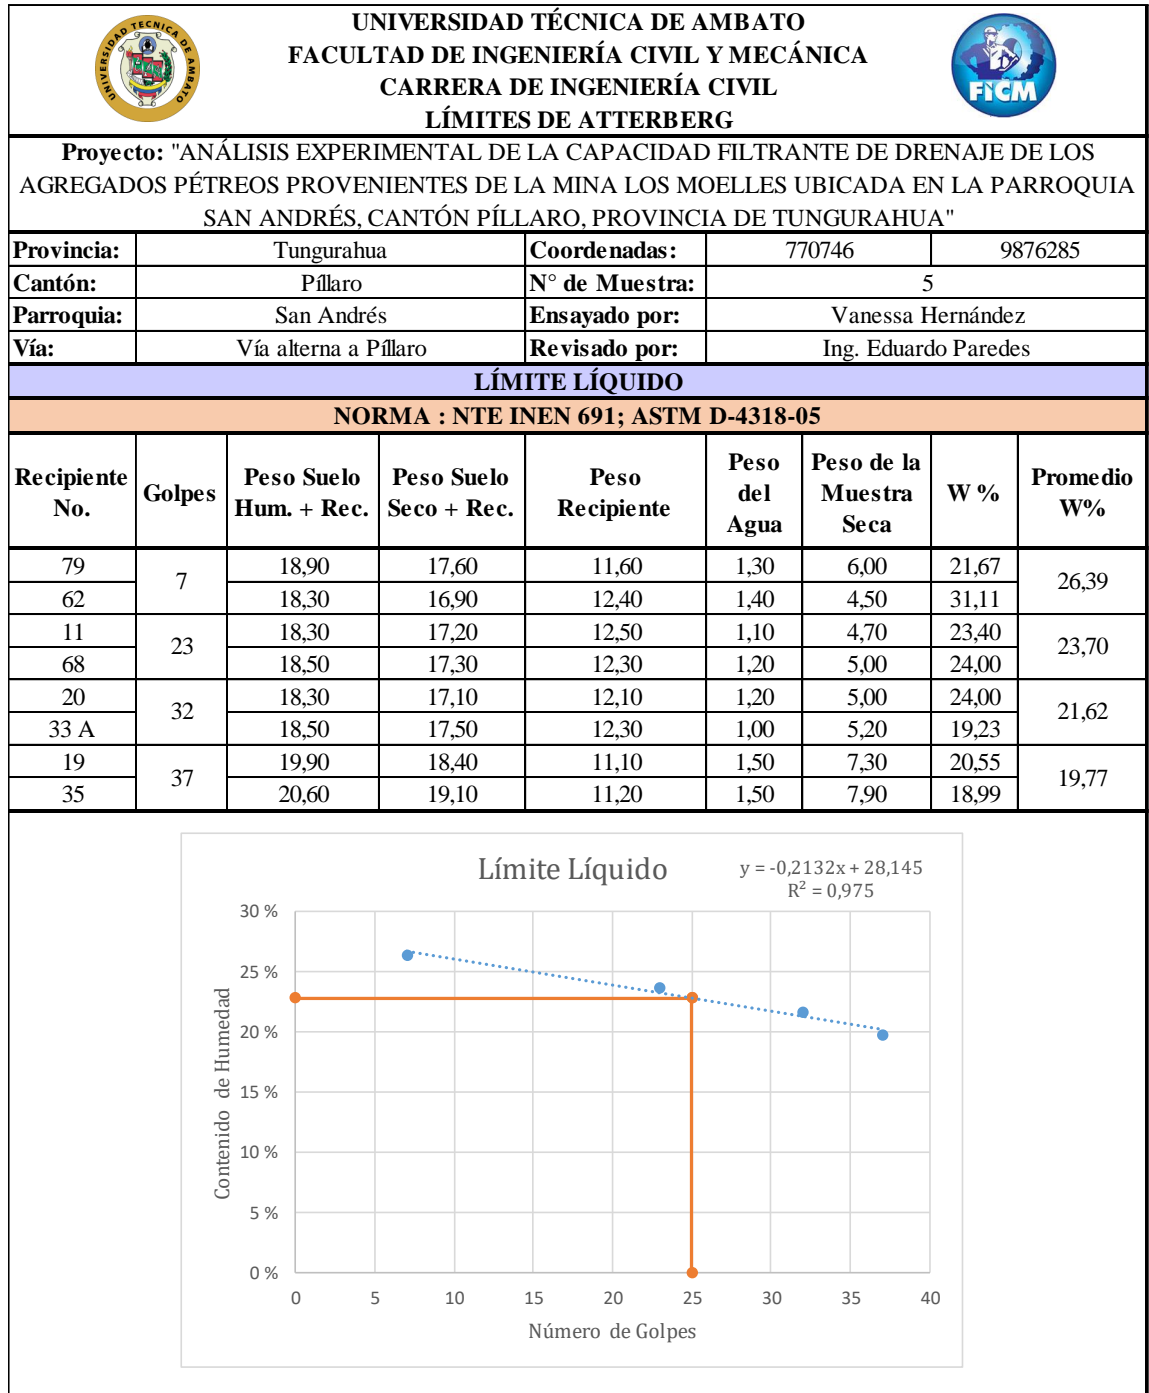 UNIVERSIDAD TECNICA DE AMBATO
UNIVERSIDAD TÉCNICA DE AMBATO
FACULTAD DE INGENIERÍA CIVIL Y MECÁNICA
CARRERA DE INGENIERÍA CIVIL
LÍMITES DE ATTERBERG
FICM
Proyecto: "ANÁLISIS EXPERIMENTAL DE LA CAPACIDAD FILTRANTE DE DRENAJE DE LOS
AGREGADOS PÉTREOS PROVENIENTES DE LA MINA LOS MOELLES UBICADA EN LA PARROQUIA
SAN ANDRÉS, CANTÓN PÍLLARO, PROVINCIA DE TUNGURAHUA"
Provincia: Tungurahua Coordenadas: 770746 9876285
Cantón: Píllaro N° de Muestra: 5
Parroquia: San Andrés Ensayado por: Vanessa Hernández
Vía: Vía alterna a Píllaro Revisado por: Ing. Eduardo Paredes
LÍMITE LÍQUIDO
NORMA : NTE INEN 691; ASTM D-4318-05
Recipiente No. Golpes Peso Suelo Hum. + Rec. Peso Suelo Seco + Rec. Peso Recipiente Peso del Agua Peso de la Muestra Seca W % Promedio W%
79 7 18,90 17,60 11,60 1,30 6,00 21,67 26,39
62 18,30 16,90 12,40 1,40 4,50 31,11
11 23 18,30 17,20 12,50 1,10 4,70 23,40 23,70
68 18,50 17,30 12,30 1,20 5,00 24,00
20 32 18,30 17,10 12,10 1,20 5,00 24,00 21,62
33 A 18,50 17,50 12,30 1,00 5,20 19,23
19 37 19,90 18,40 11,10 1,50 7,30 20,55 19,77
35 20,60 19,10 11,20 1,50 7,90 18,99
Límite Líquido
y = -0,2132x + 28,145
R² = 0,975
30 %
25 %
20 %
15 %
10 %
5 %
0 %
Contenido de Humedad
0 5 10 15 20 25 30 35 40
Número de Golpes